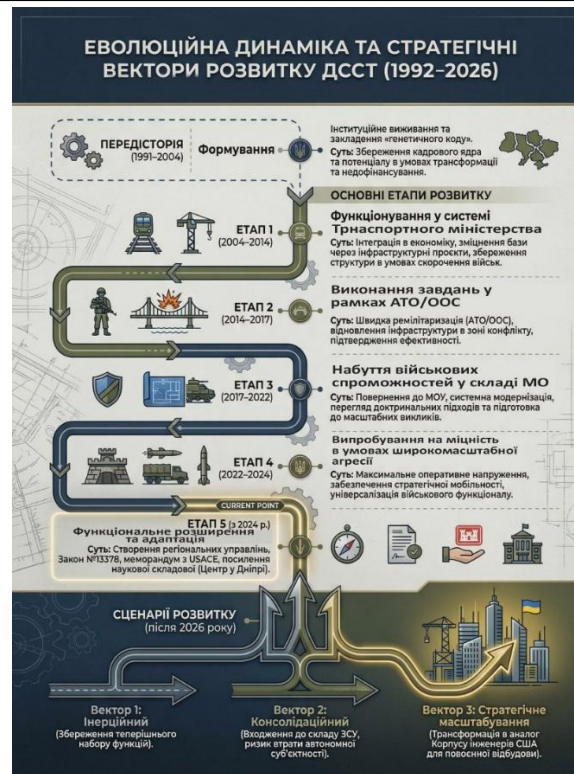 ЕВОЛЮЦІЙНА ДИНАМІКА ТА СТРАТЕГІЧНІ
ВЕКТОРИ РОЗВИТКУ ДССТ (1992–2026)
ПЕРЕДІСТОРІЯ
(1991–2004)
Формування
Інституційне виживання та
закладення «генетичного коду».
Суть: Збереження кадрового ядра
та потенціалу в умовах трансформації
та недофінансування.
ОСНОВНІ ЕТАПИ РОЗВИТКУ
ЕТАП 1
(2004–2014)
Функціонування у системі
Трнаспортного міністерства
Суть: Інтеграція в економіку, зміцнення бази
через інфраструктурні проєкти, збереження
структури в умовах скорочення військ.
ЕТАП 2
(2014–2017)
Виконання завдань у
рамках АТО/ООС
Суть: Швидка ремілітаризація (АТО/ООС),
відновлення інфраструктури в зоні конфлікту,
підтвердження ефективності.
ЕТАП 3
(2017–2022)
Набуття військових
спроможностей у складі МО
Суть: Повернення до МОУ, системна модернізація,
перегляд доктринальних підходів та підготовка
до масштабних викликів.
ЕТАП 4
(2022–2024)
Випробування на міцність
в умовах широкомасштабної
агресії
Суть: Максимальне оперативне напруження,
забезпечення стратегічної мобільності,
універсалізація військового функціоналу.
CURRENT POINT
ЕТАП 5 (з 2024 р.)
Функціональне розширення
та адаптація
Суть: Створення регіональних управлінь,
Закон №13378, меморандум з USACE, посилення
наукової складової (Центр у Дніпрі).
СЦЕНАРІЇ РОЗВИТКУ
(після 2026 року)
Вектор 1:
Інерційний
(Збереження теперішнього
набору функцій).
Вектор 2:
Консолідаційний
(Входження до складу ЗСУ,
ризик втрати автономної
суб'єктності).
Вектор 3: Стратегічне
масштабування
(Трансформація в аналог
Корпусу інженерів США
для повоєнної відбудови).